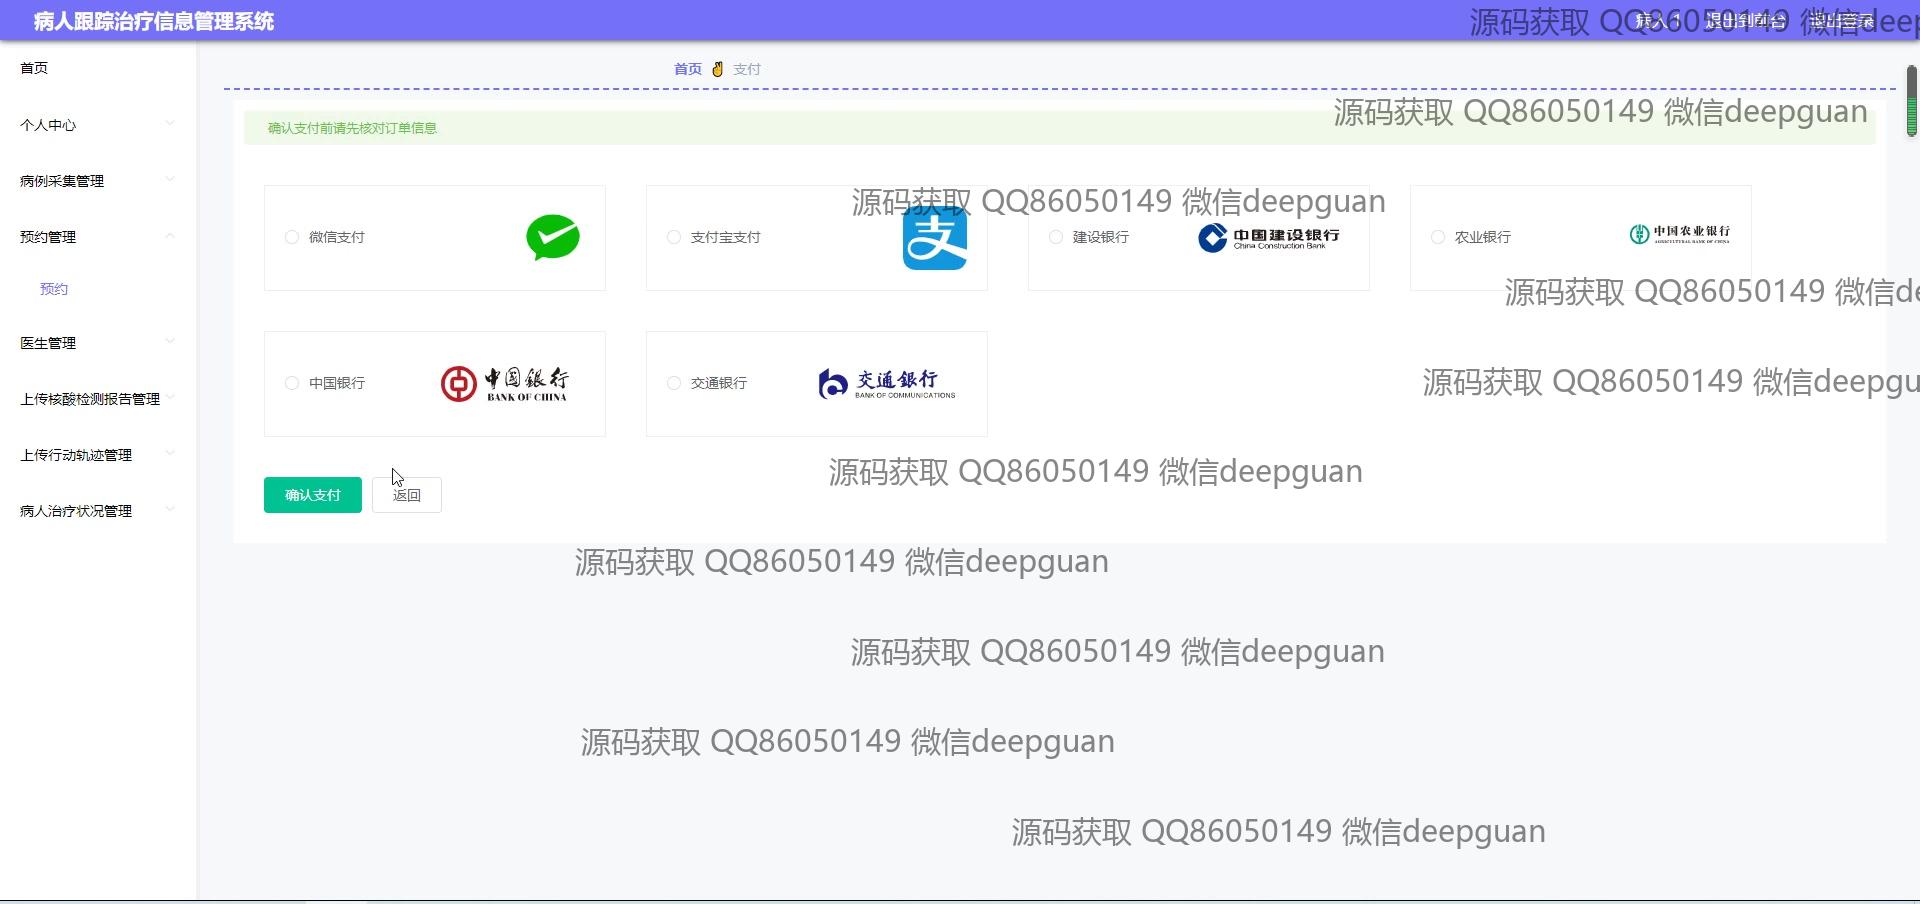 病人跟踪治疗信息管理系统
病人 1 退出到前台 退出登录
源码获取 QQ86050149 微信deep
首页
首页 支付
源码获取 QQ86050149 微信deepguan
个人中心
确认支付前请先核对订单信息
病例采集管理
源码获取 QQ86050149 微信deepguan
预约管理
微信支付
支付宝支付
支
建设银行
中国建设银行
China Construction Bank
农业银行
中国农业银行
AGRICULTURAL BANK OF CHINA
预约
源码获取 QQ86050149 微信de
医生管理
中国银行
中国银行
BANK OF CHINA
交通银行
交通银行
BANK OF COMMUNICATIONS
源码获取 QQ86050149 微信deepgu
上传核酸检测报告管理
上传行动轨迹管理
源码获取 QQ86050149 微信deepguan
确认支付
返回
病人治疗状况管理
源码获取 QQ86050149 微信deepguan
源码获取 QQ86050149 微信deepguan
源码获取 QQ86050149 微信deepguan
源码获取 QQ86050149 微信deepguan